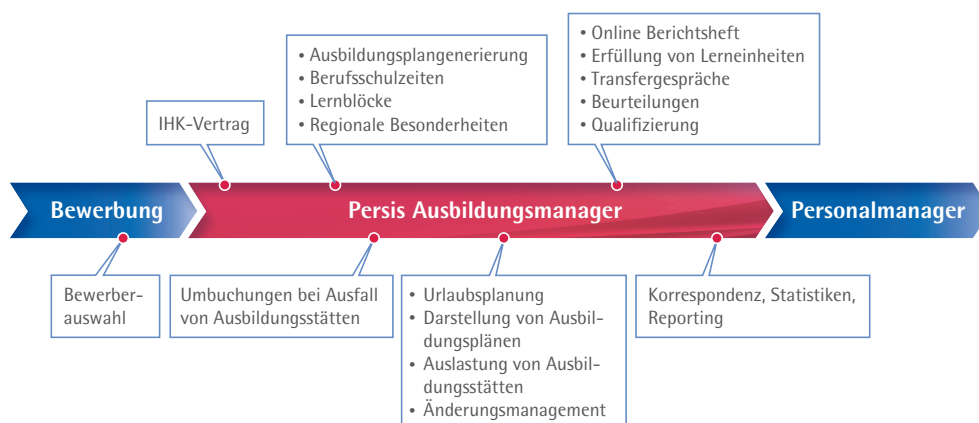 • Ausbildungsplangenerierung
• Berufsschulzeiten
• Lernblöcke
• Regionale Besonderheiten
• Online Berichtsheft
• Erfüllung von Lerneinheiten
• Transfergespräche
• Beurteilungen
• Qualifizierung
IHK-Vertrag
Bewerbung
Persis Ausbildungsmanager
Personalmanager
Bewerber-
auswahl
Umbuchungen bei Ausfall
von Ausbildungsstätten
• Urlaubsplanung
• Darstellung von Ausbil-
dungsplänen
• Auslastung von Ausbil-
dungsstätten
• Änderungsmanagement
Korrespondenz, Statistiken,
Reporting